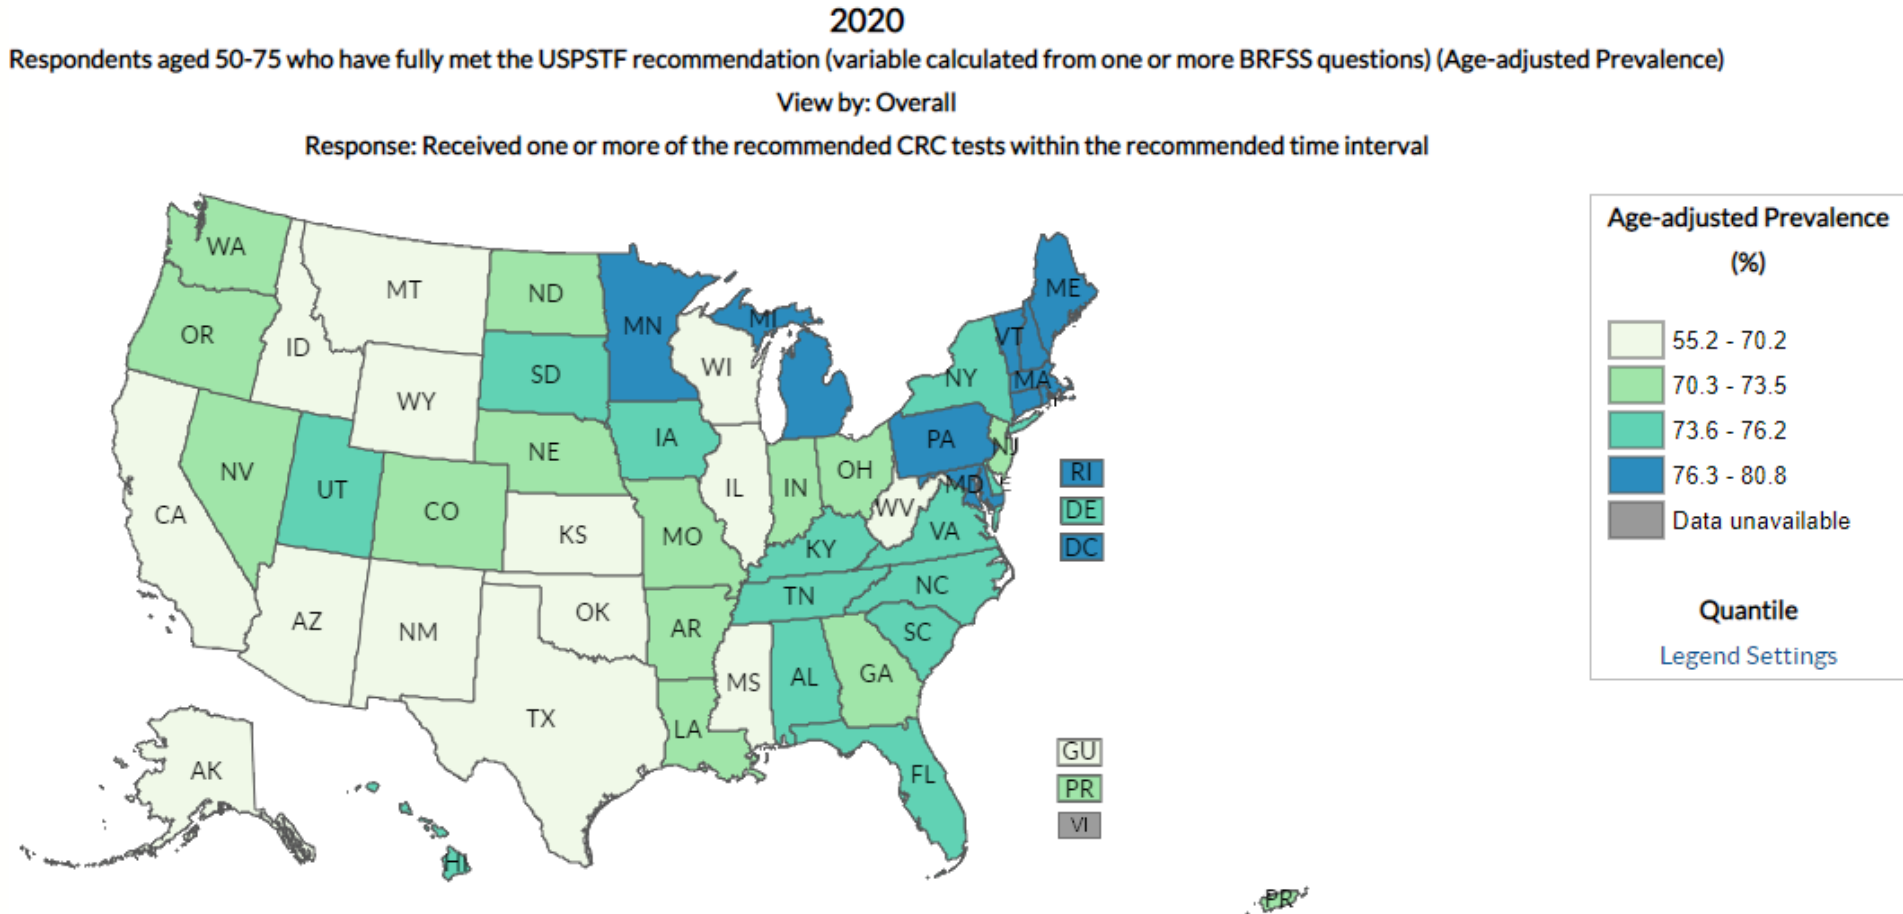 2020
Respondents aged 50-75 who have fully met the USPSTF recommendation (variable calculated from one or more BRFSS questions) (Age-adjusted Prevalence)
View by: Overall
Response: Received one or more of the recommended CRC tests within the recommended time interval
Age-adjusted Prevalence
(%)
55.2 - 70.2
70.3 - 73.5
73.6 - 76.2
76.3 - 80.8
Data unavailable
Quantile
Legend Settings
WA
MT
ND
MN
MI
ME
OR
ID
SD
WI
VT
WY
NY
MA
IA
NE
PA
NJ
NV
UT
CO
IL
IN
OH
MD
CA
KS
MO
WV
VA
KY
RI
DE
DC
AZ
NM
OK
AR
TN
NC
SC
TX
LA
MS
AL
GA
FL
AK
HI
GU
PR
VI
PR